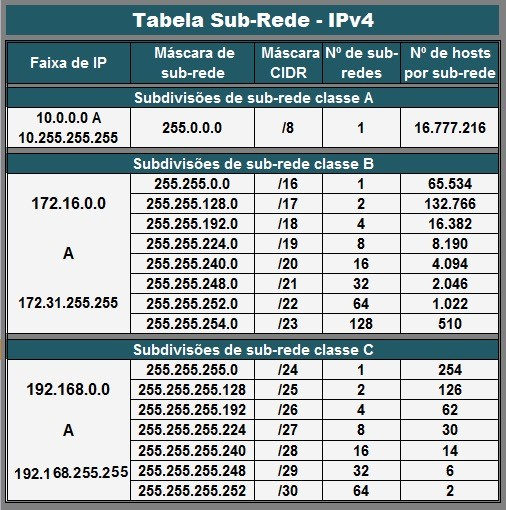 Tabela Sub-Rede - IPv4
Faixa de IP | Máscara de sub-rede | Máscara CIDR | Nº de sub-redes | Nº de hosts por sub-rede
Subdivisões de sub-rede classe A
10.0.0.0 A 10.255.255.255 | 255.0.0.0 | /8 | 1 | 16.777.216
Subdivisões de sub-rede classe B
172.16.0.0 A 172.31.255.255
255.255.0.0 | /16 | 1 | 65.534
255.255.128.0 | /17 | 2 | 132.766
255.255.192.0 | /18 | 4 | 16.382
255.255.224.0 | /19 | 8 | 8.190
255.255.240.0 | /20 | 16 | 4.094
255.255.248.0 | /21 | 32 | 2.046
255.255.252.0 | /22 | 64 | 1.022
255.255.254.0 | /23 | 128 | 510
Subdivisões de sub-rede classe C
192.168.0.0 A 192.168.255.255
255.255.255.0 | /24 | 1 | 254
255.255.255.128 | /25 | 2 | 126
255.255.255.192 | /26 | 4 | 62
255.255.255.224 | /27 | 8 | 30
255.255.255.240 | /28 | 16 | 14
255.255.255.248 | /29 | 32 | 6
255.255.255.252 | /30 | 64 | 2